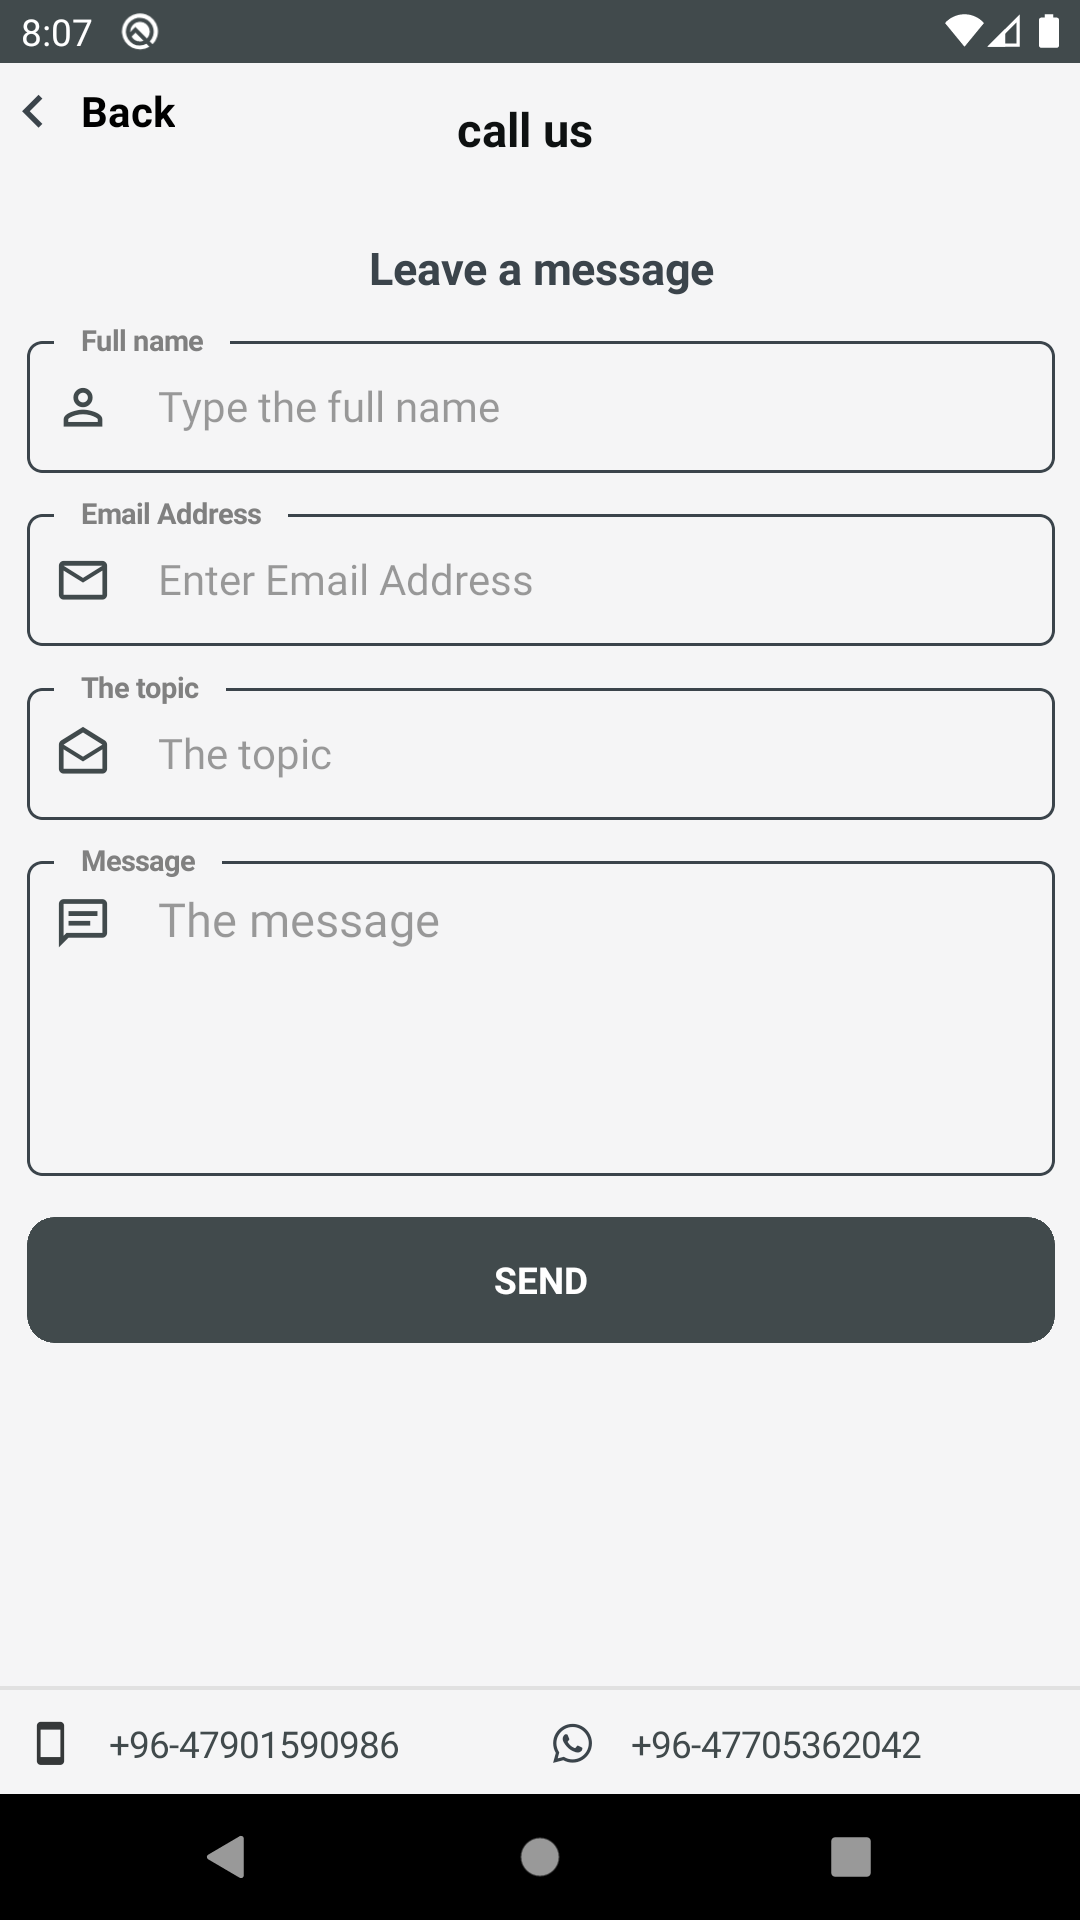 8:07
Back
call us
Leave a message
Full name
Type the full name
Email Address
Enter Email Address
The topic
The topic
Message
The message
SEND
+96-47901590986
+96-47705362042